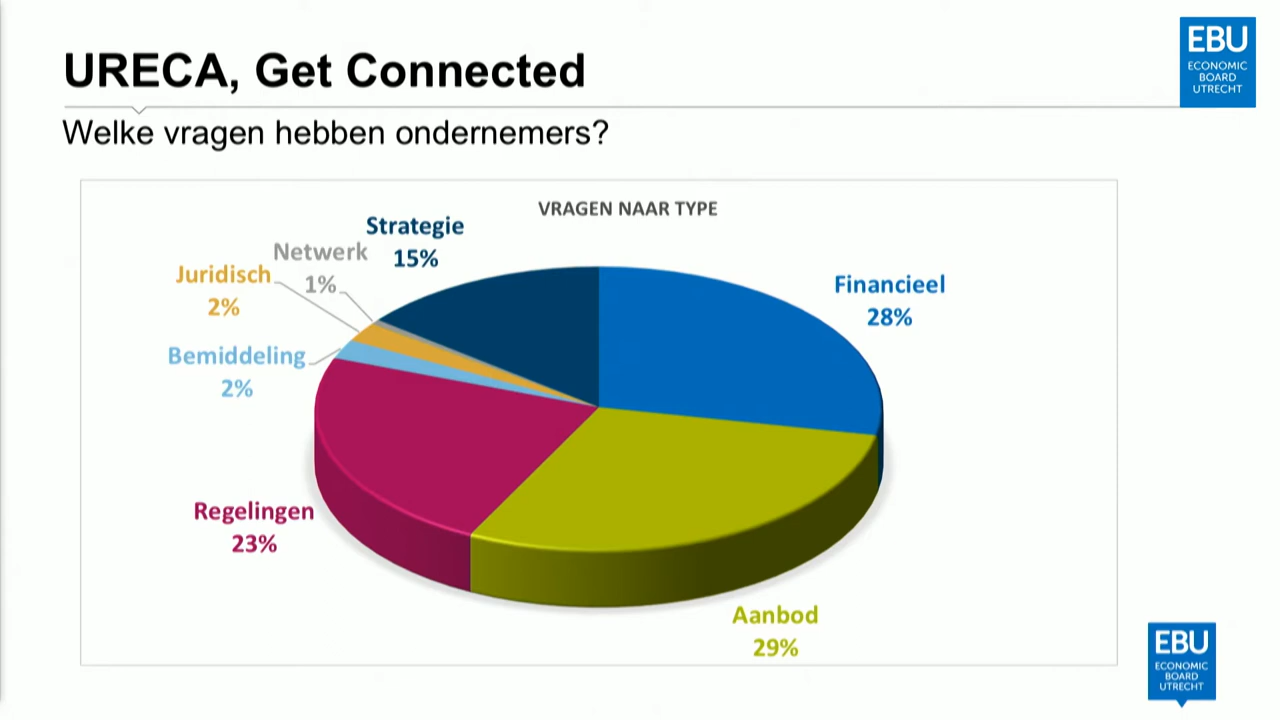 URECA, Get Connected
EBU
ECONOMIC
BOARD
UTRECHT
Welke vragen hebben ondernemers?
VRAGEN NAAR TYPE
Strategie
15%
Netwerk
1%
Juridisch
2%
Financieel
28%
Bemiddeling
2%
Regelingen
23%
Aanbod
29%
EBU
ECONOMIC
BOARD
UTRECHT